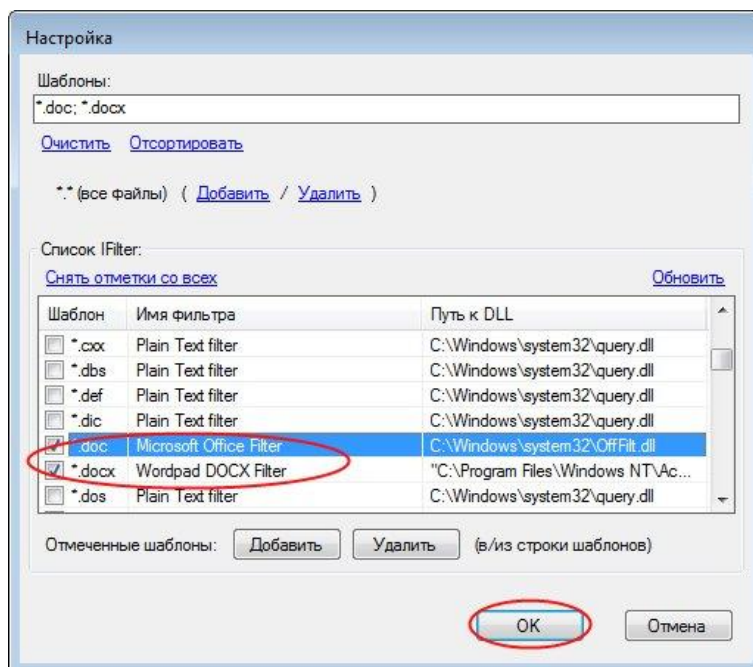 Настройка
Шаблоны:
*.doc; *.docx
Очистить Отсортировать
*.* (все файлы) ( Добавить / Удалить )
Список IFilter:
Снять отметки со всех Обновить
Шаблон Имя фильтра Путь к DLL
*.cxx Plain Text filter C:\Windows\system32\query.dll
*.dbs Plain Text filter C:\Windows\system32\query.dll
*.def Plain Text filter C:\Windows\system32\query.dll
*.dic Plain Text filter C:\Windows\system32\query.dll
*.doc Microsoft Office Filter C:\Windows\system32\OffFilt.dll
*.docx Wordpad DOCX Filter "C:\Program Files\Windows NT\Ac...
*.dos Plain Text filter C:\Windows\system32\query.dll
Отмеченные шаблоны: Добавить Удалить (в/из строки шаблонов)
OK Отмена